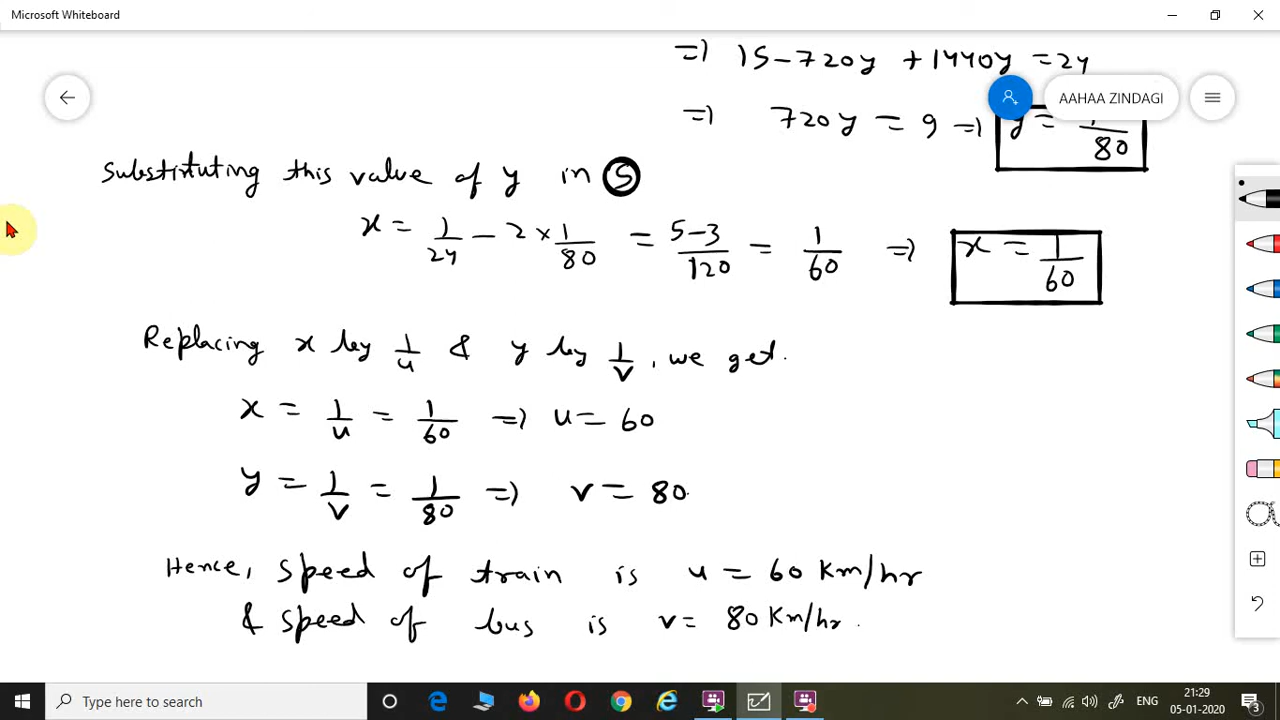 Microsoft Whiteboard
=) 15-720y + 1440y = 24
AAHAA ZINDAGI
=) 720y = 9 =) y = 1/80
Substituting this value of y in 5
x = 1/24 - 2 × 1/80 = 5-3/120 = 1/60 =) x = 1/60
Replacing x by 1/u & y by 1/v, we get.
x = 1/u = 1/60 =) u = 60
y = 1/v = 1/80 =) v = 80.
Hence, speed of train is u = 60 Km/hr
& speed of bus is v = 80 Km/hr.
Type here to search
ENG
21:29
05-01-2020
3